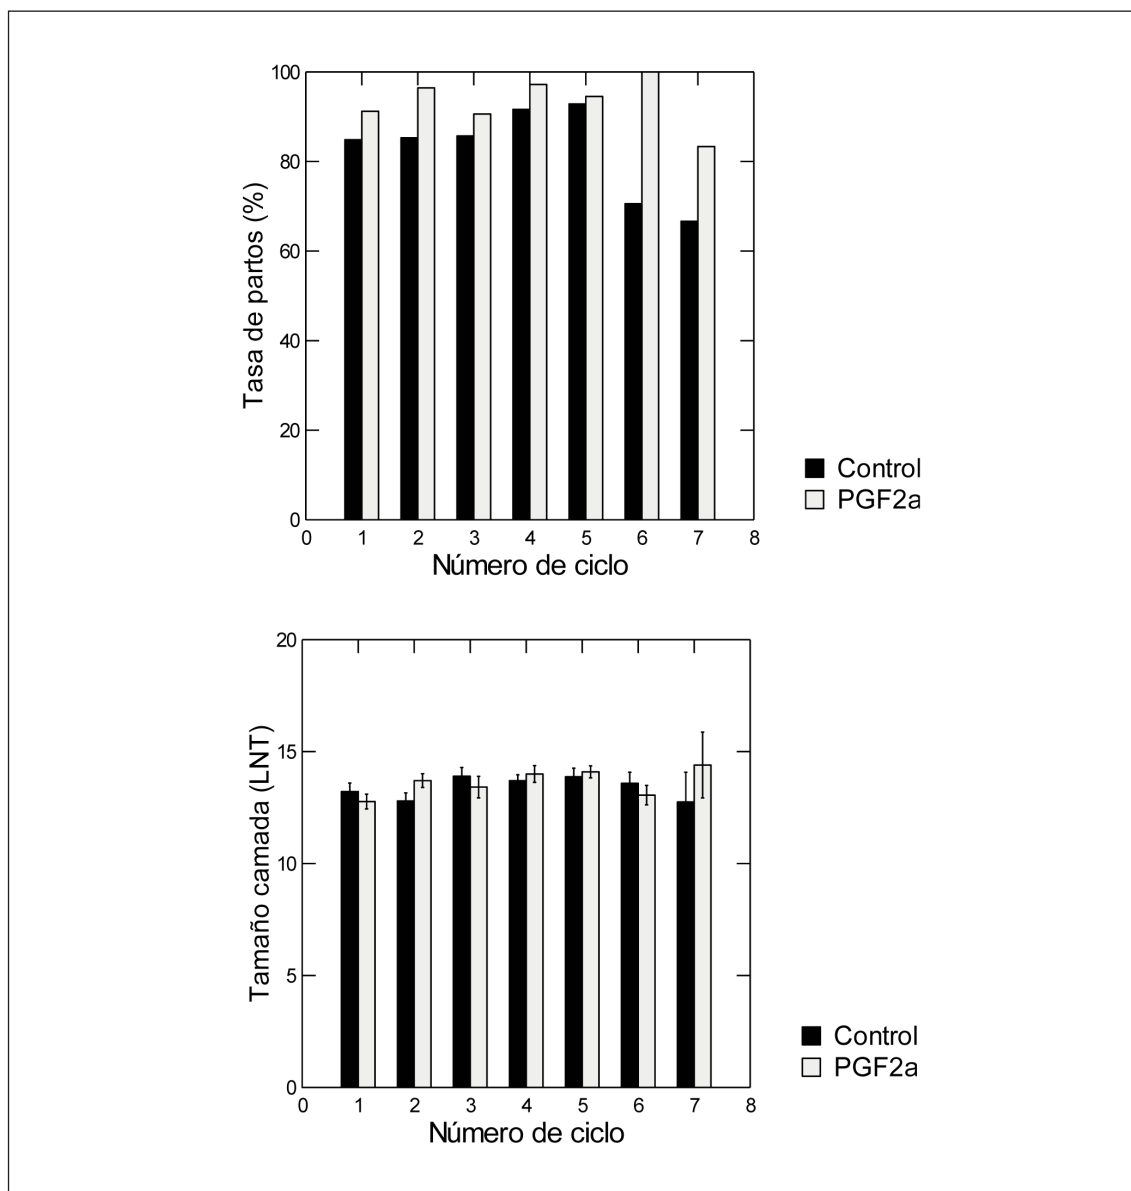 100
80
60
40
20
0
Tasa de partos (%)
0 1 2 3 4 5 6 7 8
Número de ciclo
Control
PGF2a
20
15
10
5
0
Tamaño camada (LNT)
0 1 2 3 4 5 6 7 8
Número de ciclo
Control
PGF2a